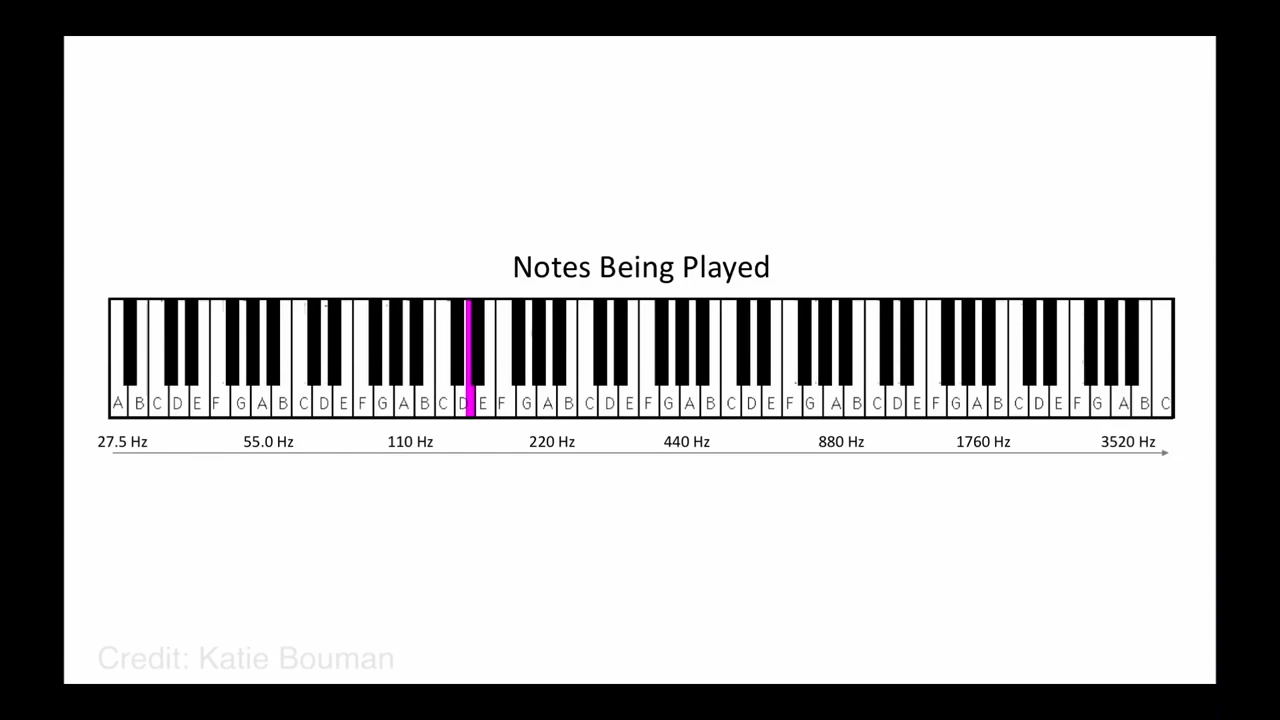 Notes Being Played
A B C D E F G A B C D E F G A B C D E F G A B C D E F G A B C D E F G A B C D E F G A B C D E F G A B C
27.5 Hz 55.0 Hz 110 Hz 220 Hz 440 Hz 880 Hz 1760 Hz 3520 Hz
Credit: Katie Bouman